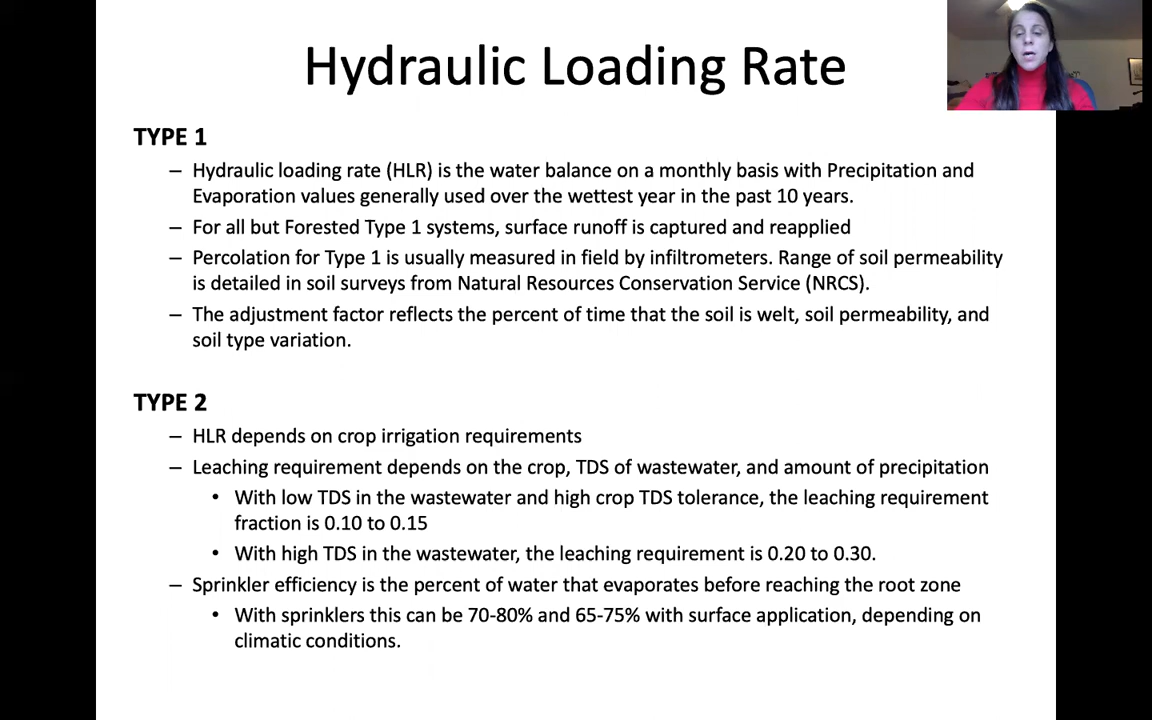 Hydraulic Loading Rate
TYPE 1
– Hydraulic loading rate (HLR) is the water balance on a monthly basis with Precipitation and
Evaporation values generally used over the wettest year in the past 10 years.
– For all but Forested Type 1 systems, surface runoff is captured and reapplied
– Percolation for Type 1 is usually measured in field by infiltrometers. Range of soil permeability
is detailed in soil surveys from Natural Resources Conservation Service (NRCS).
– The adjustment factor reflects the percent of time that the soil is welt, soil permeability, and
soil type variation.
TYPE 2
– HLR depends on crop irrigation requirements
– Leaching requirement depends on the crop, TDS of wastewater, and amount of precipitation
• With low TDS in the wastewater and high crop TDS tolerance, the leaching requirement
fraction is 0.10 to 0.15
• With high TDS in the wastewater, the leaching requirement is 0.20 to 0.30.
– Sprinkler efficiency is the percent of water that evaporates before reaching the root zone
• With sprinklers this can be 70-80% and 65-75% with surface application, depending on
climatic conditions.